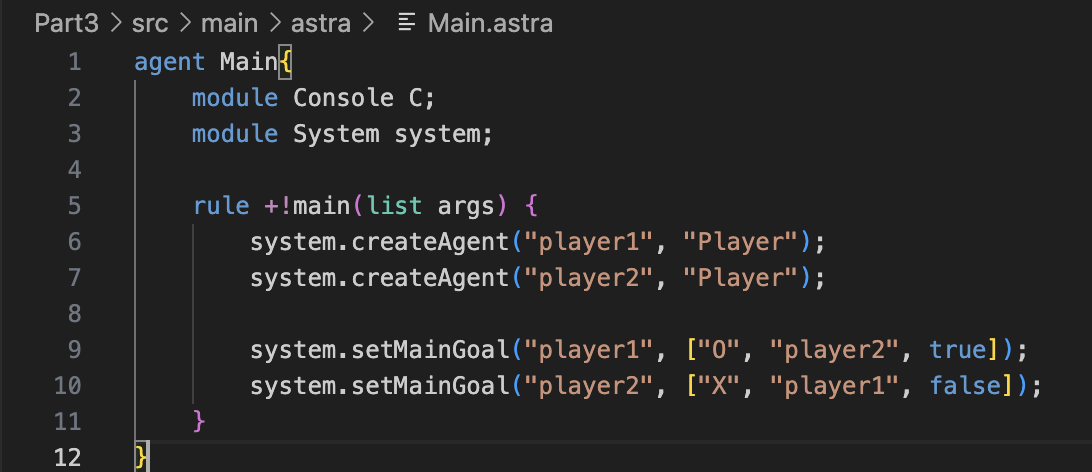 Part3 > src > main > astra > Main.astra
1 agent Main{
2     module Console C;
3     module System system;
4
5     rule +!main(list args) {
6         system.createAgent("player1", "Player");
7         system.createAgent("player2", "Player");
8
9         system.setMainGoal("player1", ["O", "player2", true]);
10         system.setMainGoal("player2", ["X", "player1", false]);
11     }
12 }